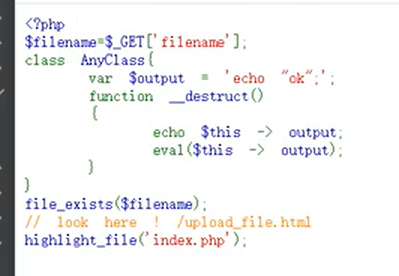 <?php
$filename=$_GET['filename'];
class AnyClass{
var $output = 'echo "ok";';
function __destruct()
{
echo $this -> output;
eval($this -> output);
}
}
file_exists($filename);
// look here ! /upload_file.html
highlight_file('index.php');